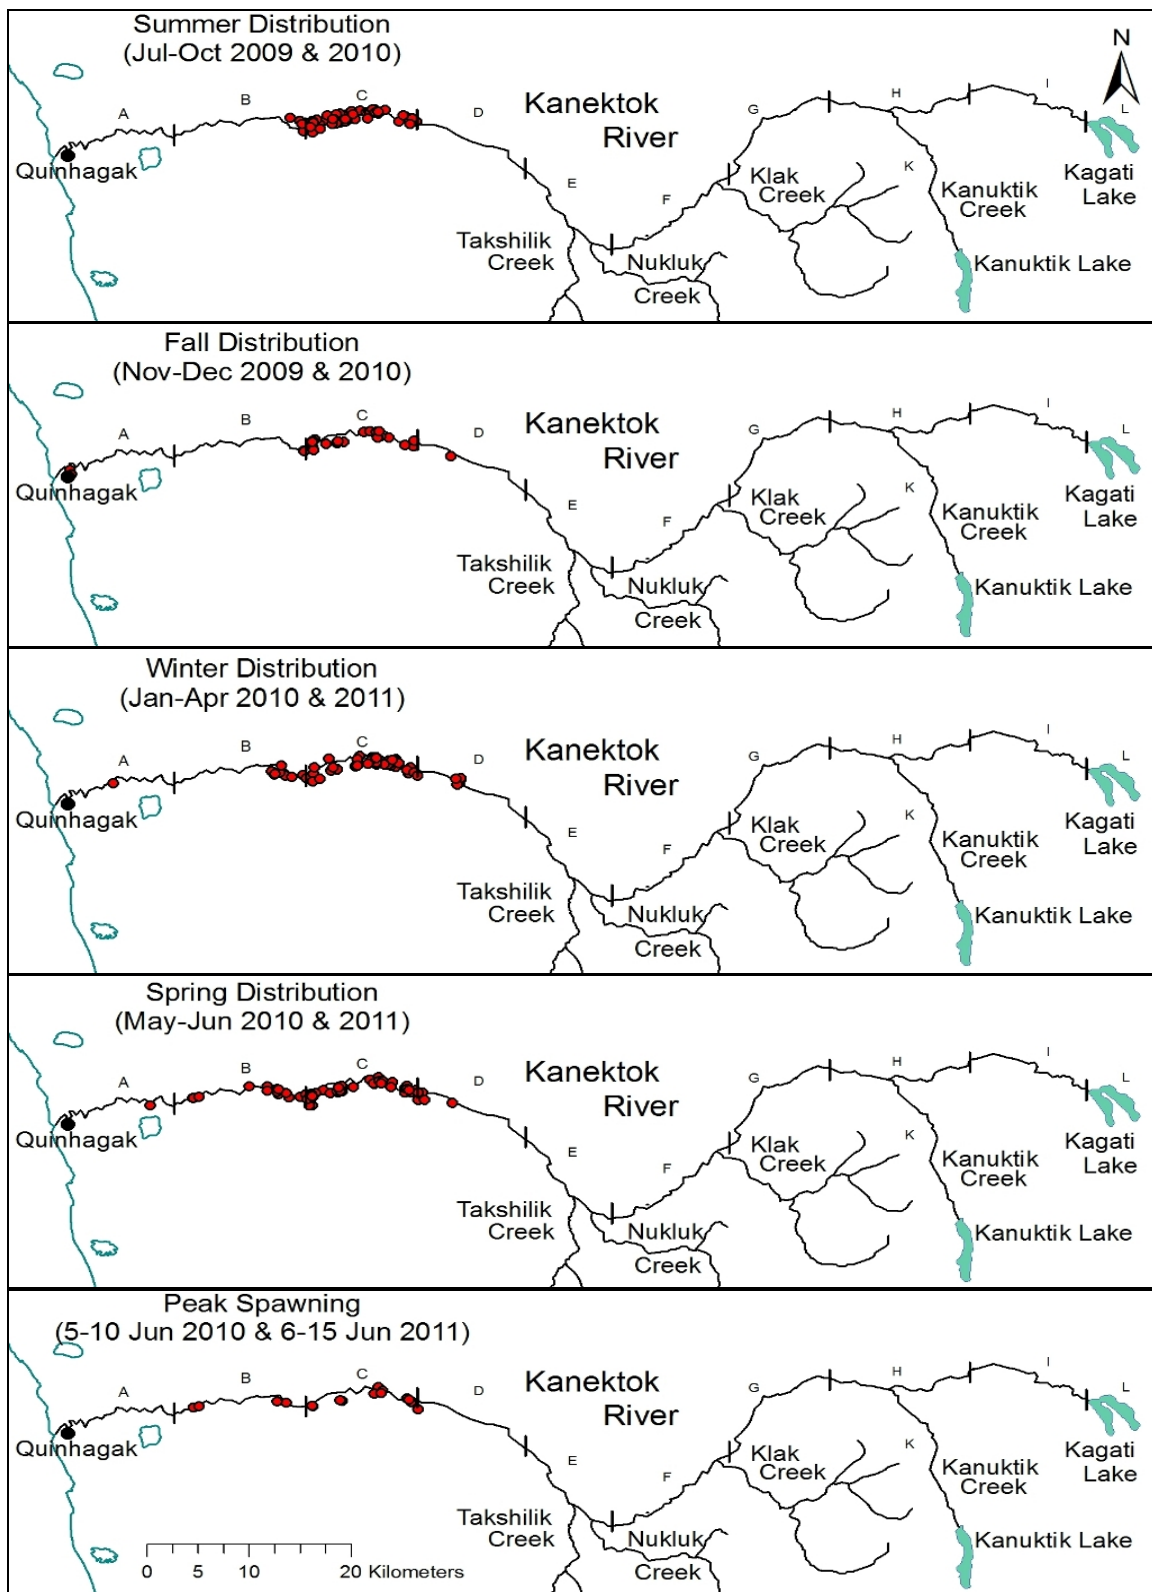 Summer Distribution
(Jul-Oct 2009 & 2010)
N
A
B
C
D
Kanektok
River
G
H
I
L
Quinhagak
E
F
Klak
Creek
K
Kanuktik
Creek
Kagati
Lake
Takshilik
Creek
Nukluk
Creek
Kanuktik Lake
Fall Distribution
(Nov-Dec 2009 & 2010)
A
B
C
D
Kanektok
River
G
H
I
L
Quinhagak
E
F
Klak
Creek
K
Kanuktik
Creek
Kagati
Lake
Takshilik
Creek
Nukluk
Creek
Kanuktik Lake
Winter Distribution
(Jan-Apr 2010 & 2011)
A
B
C
D
Kanektok
River
G
H
I
L
Quinhagak
E
F
Klak
Creek
K
Kanuktik
Creek
Kagati
Lake
Takshilik
Creek
Nukluk
Creek
Kanuktik Lake
Spring Distribution
(May-Jun 2010 & 2011)
A
B
C
D
Kanektok
River
G
H
I
L
Quinhagak
E
F
Klak
Creek
K
Kanuktik
Creek
Kagati
Lake
Takshilik
Creek
Nukluk
Creek
Kanuktik Lake
Peak Spawning
(5-10 Jun 2010 & 6-15 Jun 2011)
A
B
C
D
Kanektok
River
G
H
I
L
Quinhagak
E
F
Klak
Creek
K
Kanuktik
Creek
Kagati
Lake
Takshilik
Creek
Nukluk
Creek
Kanuktik Lake
0 5 10 20 Kilometers